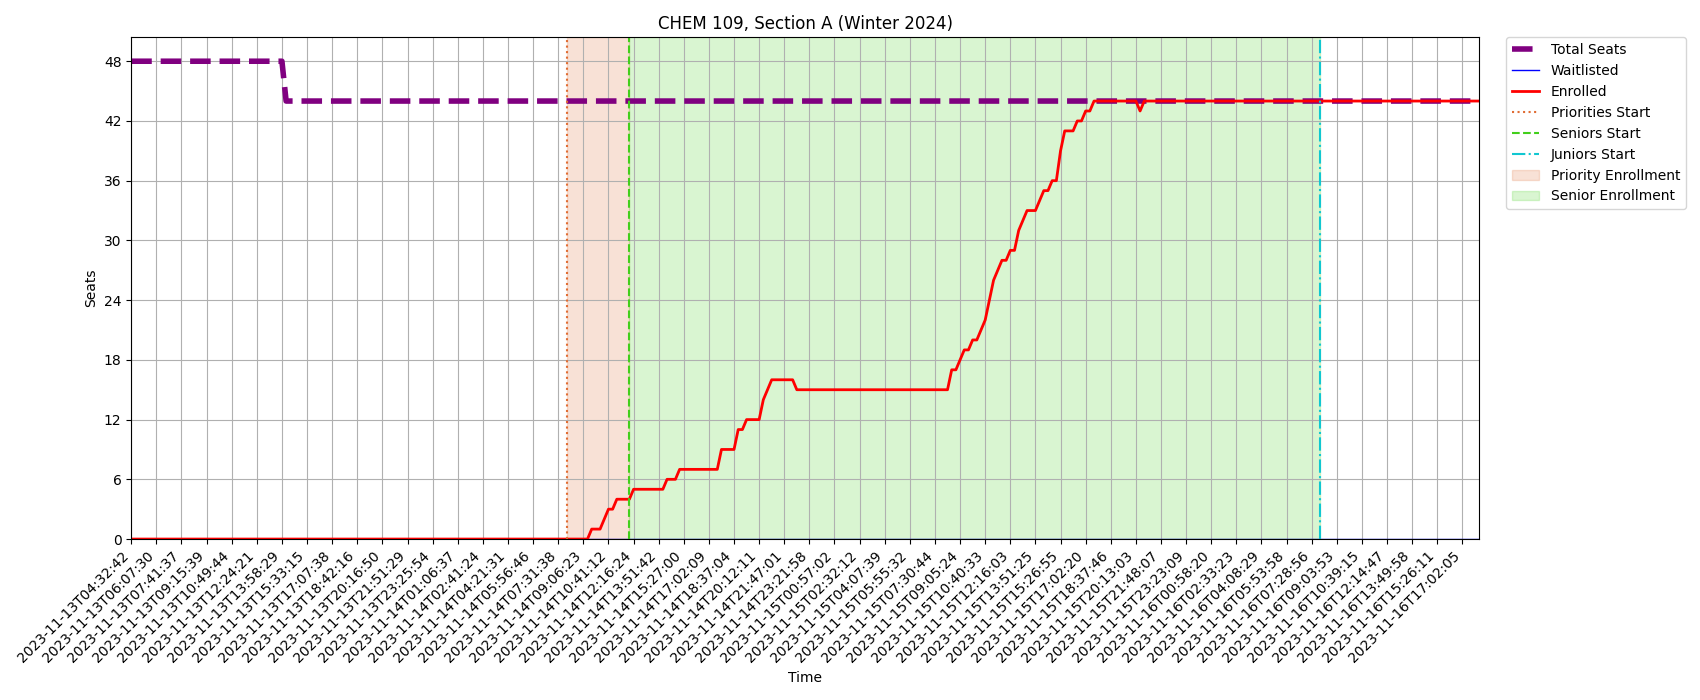 CHEM 109, Section A (Winter 2024)
Total Seats
Waitlisted
Enrolled
Priorities Start
Seniors Start
Juniors Start
Priority Enrollment
Senior Enrollment
Seats
48
42
36
30
24
18
12
6
0
2023-11-13T04:32:42
2023-11-13T06:07:30
2023-11-13T07:41:37
2023-11-13T09:15:39
2023-11-13T10:49:44
2023-11-13T12:24:21
2023-11-13T13:58:29
2023-11-13T15:33:15
2023-11-13T17:07:38
2023-11-13T18:42:16
2023-11-13T20:16:50
2023-11-13T21:51:29
2023-11-13T23:25:54
2023-11-14T01:06:37
2023-11-14T02:41:24
2023-11-14T04:21:31
2023-11-14T05:56:46
2023-11-14T07:31:38
2023-11-14T09:06:23
2023-11-14T10:41:12
2023-11-14T12:16:24
2023-11-14T13:51:42
2023-11-14T15:27:00
2023-11-14T17:02:09
2023-11-14T18:37:04
2023-11-14T20:12:11
2023-11-14T21:47:01
2023-11-14T23:21:58
2023-11-15T00:57:02
2023-11-15T02:32:12
2023-11-15T04:07:39
2023-11-15T05:55:32
2023-11-15T07:30:44
2023-11-15T09:05:24
2023-11-15T10:40:33
2023-11-15T12:16:03
2023-11-15T13:51:25
2023-11-15T15:26:55
2023-11-15T17:02:20
2023-11-15T18:37:46
2023-11-15T20:13:03
2023-11-15T21:48:07
2023-11-15T23:23:09
2023-11-16T00:58:20
2023-11-16T02:33:23
2023-11-16T04:08:29
2023-11-16T05:53:58
2023-11-16T07:28:56
2023-11-16T09:03:53
2023-11-16T10:39:15
2023-11-16T12:14:47
2023-11-16T13:49:58
2023-11-16T15:26:11
2023-11-16T17:02:05
Time